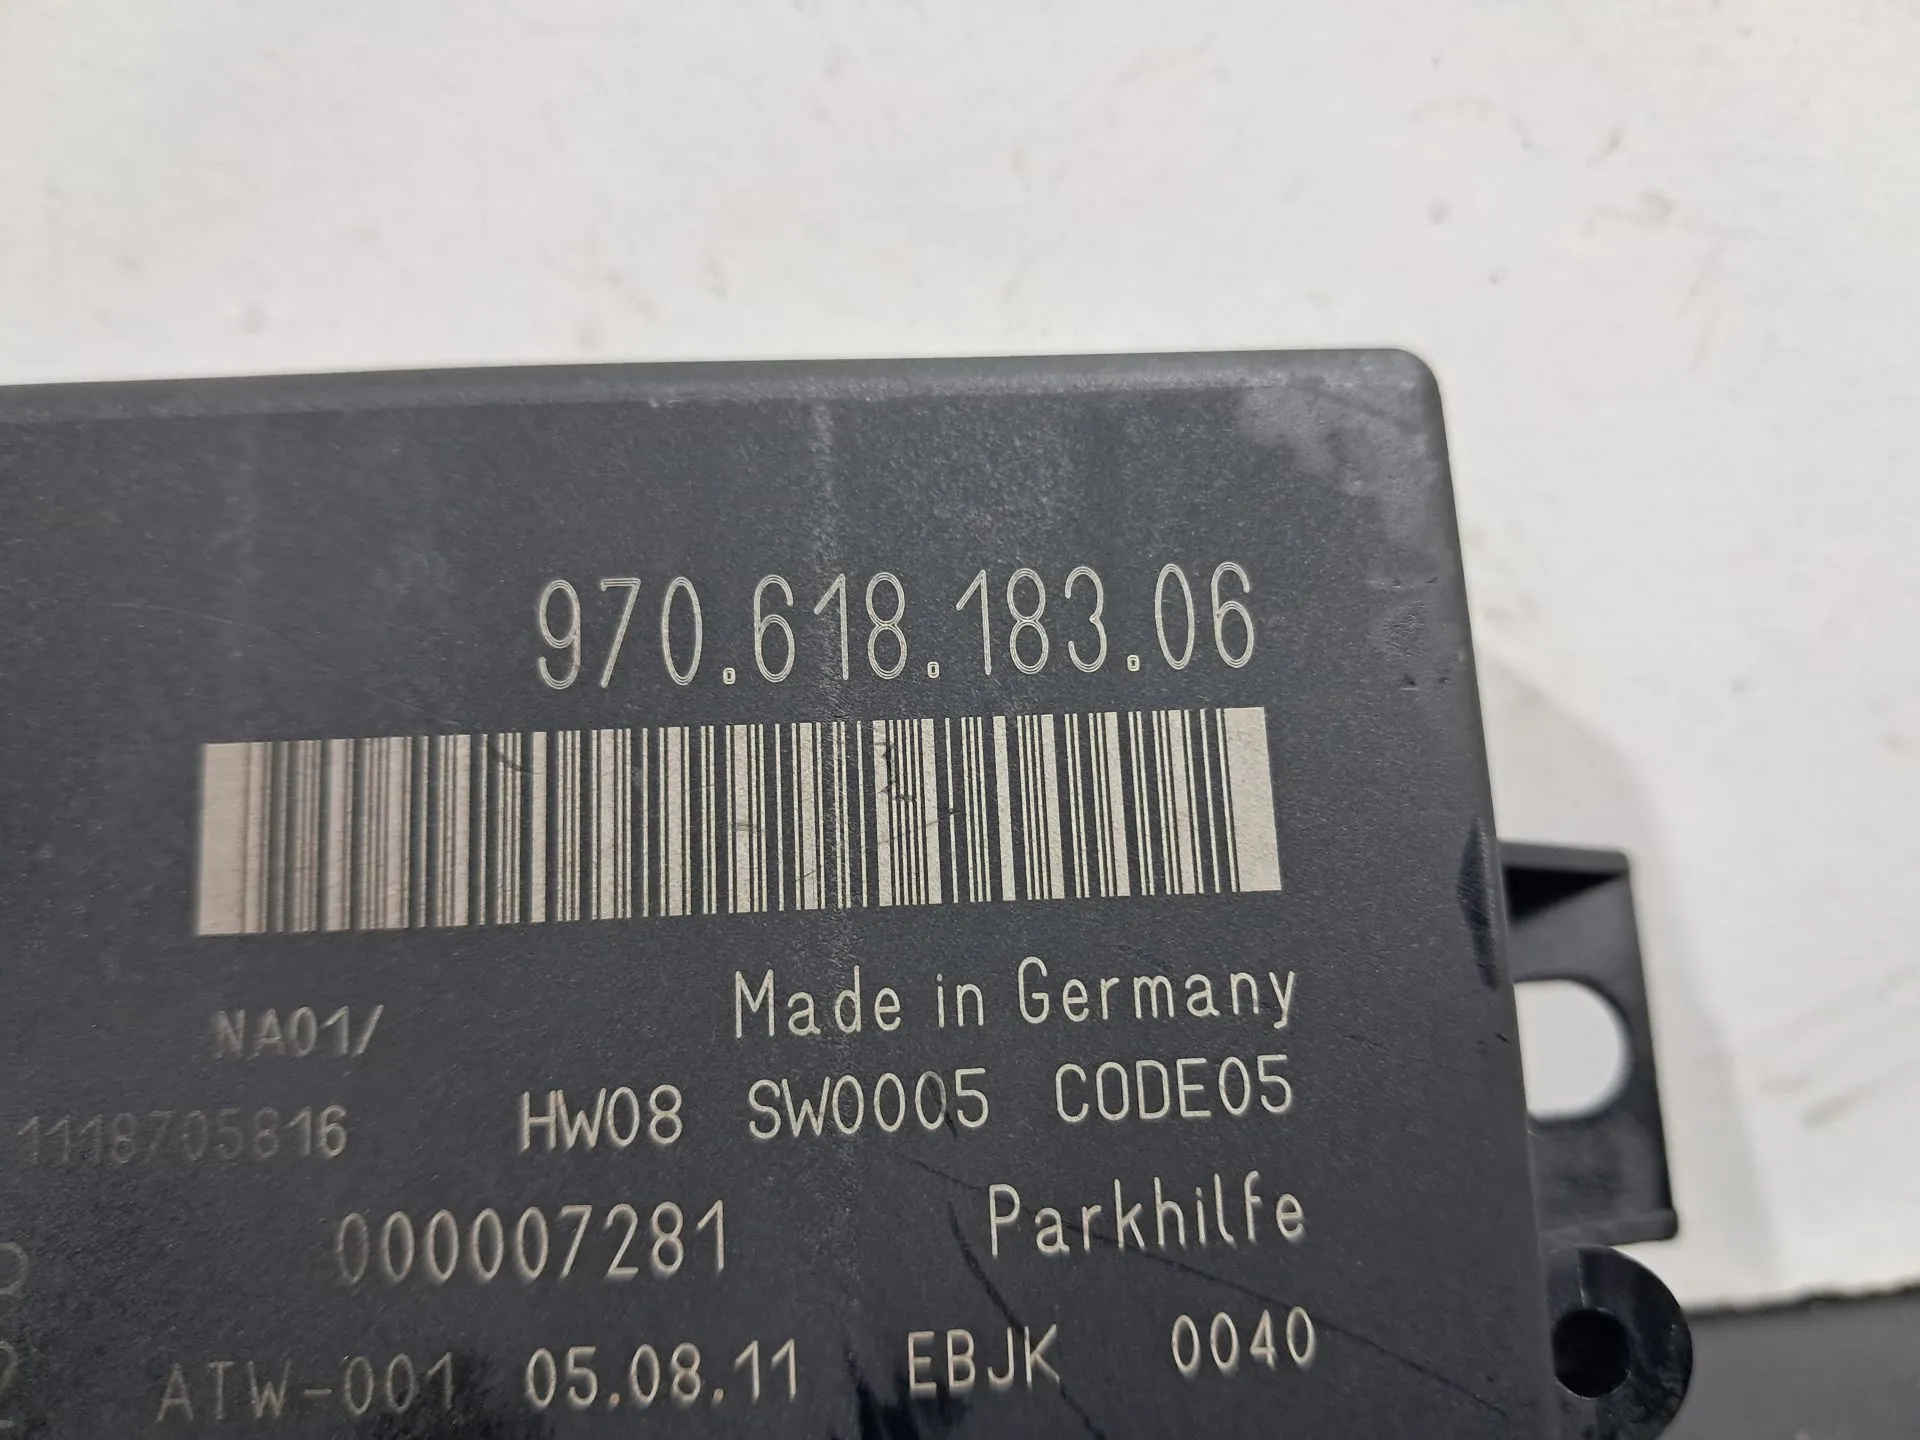 970.618.183.06
Made in Germany
NA01/
HW08 SW0005 CODE05
1118705816
000007281 Parkhilfe
ATW-001 05.08.11 EBJK 0040